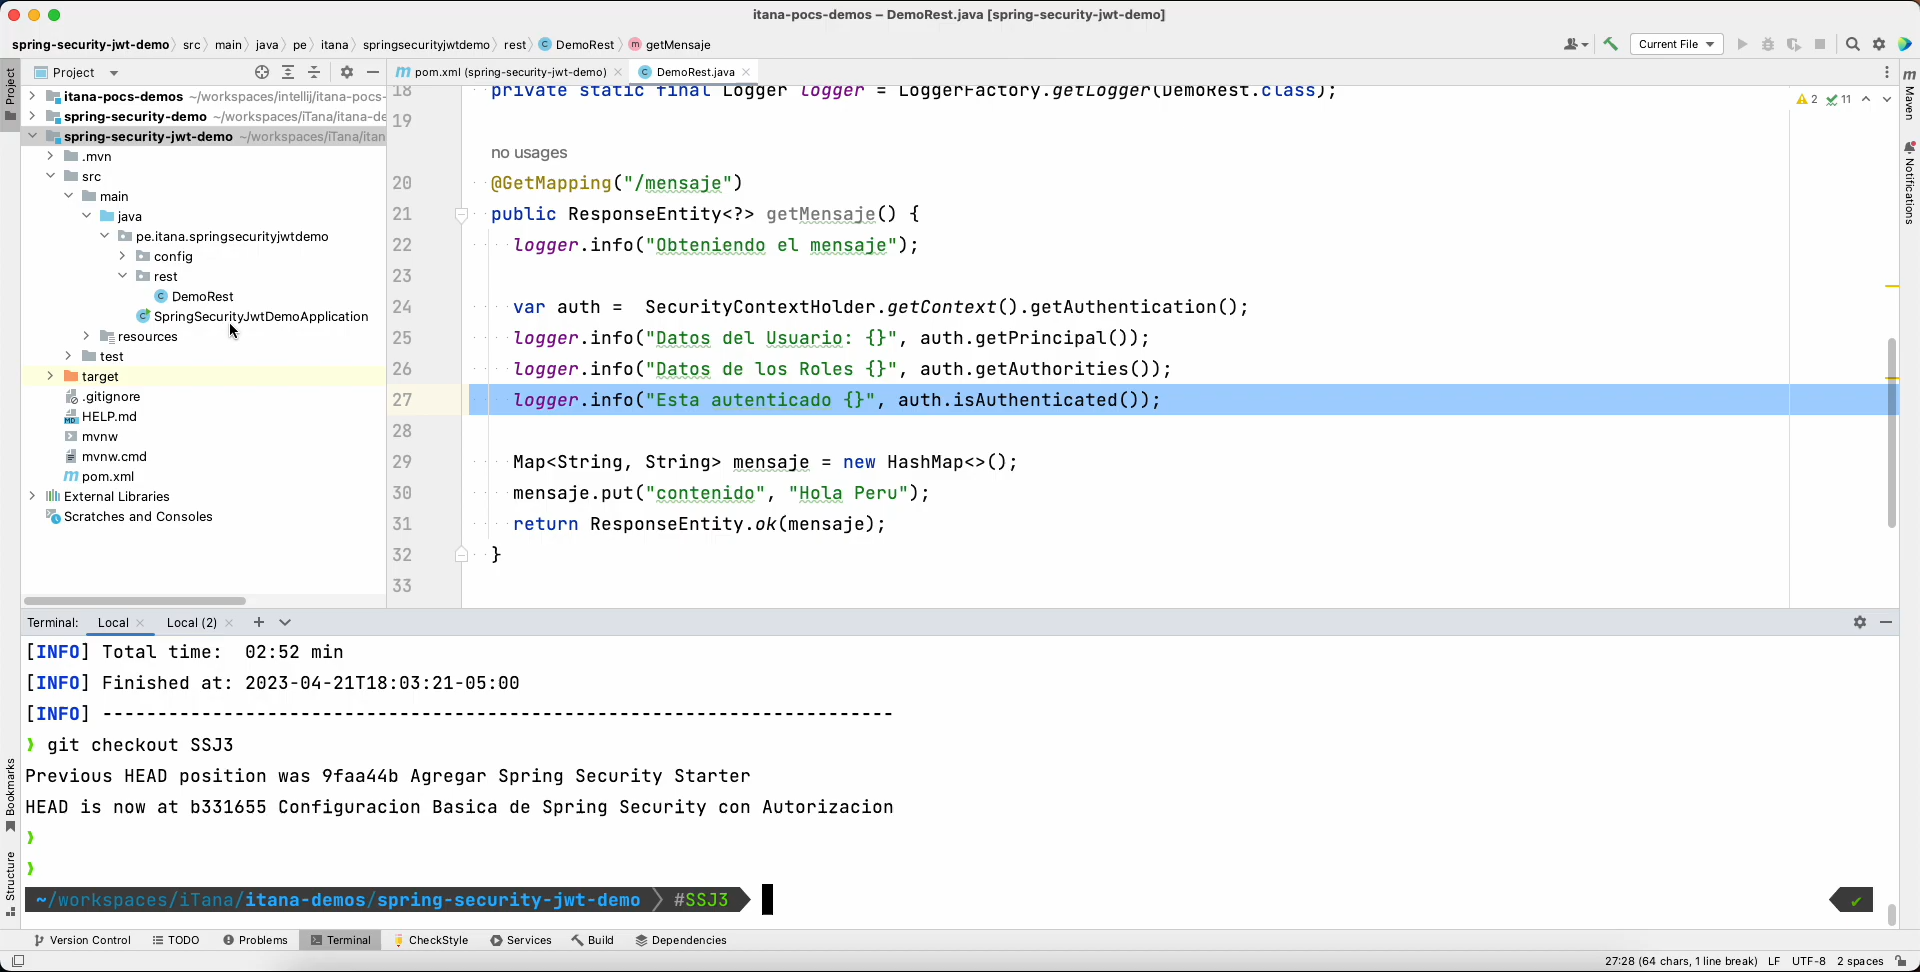 itana-pocs-demos – DemoRest.java [spring-security-jwt-demo]
spring-security-jwt-demo src main java pe itana springsecurityjwtdemo rest DemoRest getMensaje
Current File
Project
pom.xml (spring-security-jwt-demo)
DemoRest.java
Project
Maven
Notifications
2 11
itana-pocs-demos ~/workspaces/intellij/itana-pocs-
spring-security-demo ~/workspaces/iTana/itana-de
spring-security-jwt-demo ~/workspaces/iTana/itan
.mvn
src
main
java
pe.itana.springsecurityjwtdemo
config
rest
DemoRest
SpringSecurityJwtDemoApplication
resources
test
target
.gitignore
HELP.md
mvnw
mvnw.cmd
pom.xml
External Libraries
Scratches and Consoles
18 private static final Logger logger = LoggerFactory.getLogger(DemoRest.class);
19
no usages
20 @GetMapping("/mensaje")
21 public ResponseEntity<?> getMensaje() {
22 logger.info("Obteniendo el mensaje");
23
24 var auth = SecurityContextHolder.getContext().getAuthentication();
25 logger.info("Datos del Usuario: {}", auth.getPrincipal());
26 logger.info("Datos de los Roles {}", auth.getAuthorities());
27 logger.info("Esta autenticado {}", auth.isAuthenticated());
28
29 Map<String, String> mensaje = new HashMap<>();
30 mensaje.put("contenido", "Hola Peru");
31 return ResponseEntity.ok(mensaje);
32 }
33
Terminal: Local Local (2)
[INFO] Total time:  02:52 min
[INFO] Finished at: 2023-04-21T18:03:21-05:00
[INFO] ------------------------------------------------------------------------
❯ git checkout SSJ3
Previous HEAD position was 9faa44b Agregar Spring Security Starter
HEAD is now at b331655 Configuracion Basica de Spring Security con Autorizacion
❯
❯
~/workspaces/iTana/itana-demos/spring-security-jwt-demo #SSJ3 ✔
Bookmarks
Structure
Version Control TODO Problems Terminal CheckStyle Services Build Dependencies
27:28 (64 chars, 1 line break) LF UTF-8 2 spaces